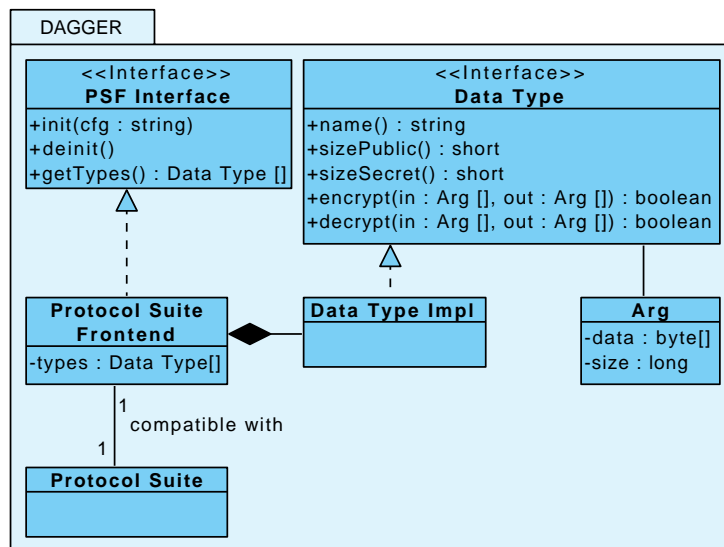 DAGGER
<<Interface>>
PSF Interface
+init(cfg : string)
+deinit()
+getTypes() : Data Type []
<<Interface>>
Data Type
+name() : string
+sizePublic() : short
+sizeSecret() : short
+encrypt(in : Arg [], out : Arg []) : boolean
+decrypt(in : Arg [], out : Arg []) : boolean
Protocol Suite
Frontend
-types : Data Type[]
Data Type Impl
Arg
-data : byte[]
-size : long
1
compatible with
1
Protocol Suite